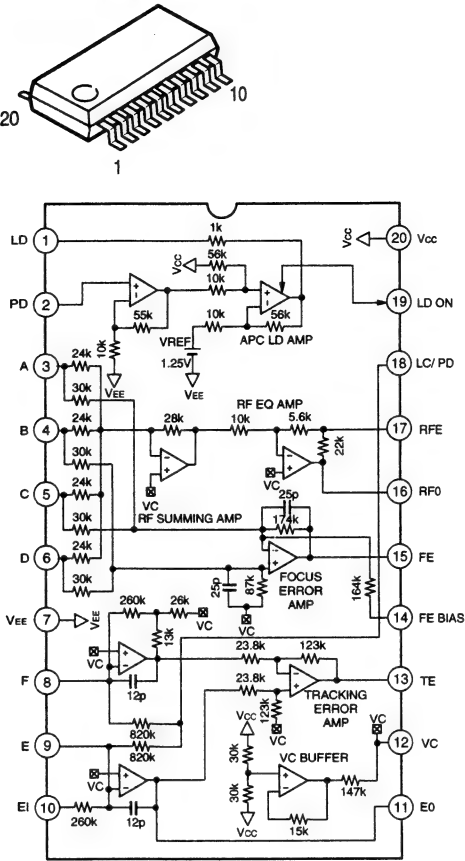 20
10
1
LD 1
1k
20 Vcc
Vcc
Vcc
56k
10k
PD 2
55k
10k
VREF
1.25V
10k
56k
APC LD AMP
19 LD ON
VEE
VEE
A 3
24k
30k
18 LC/ PD
RF EQ AMP
B 4
24k
30k
28k
10k
5.6k
22k
17 RFE
VC
VC
C 5
24k
30k
RF SUMMING AMP
16 RF0
25p
174k
D 6
24k
30k
15 FE
25p
87k
FOCUS
ERROR
AMP
164k
VC
VEE 7
VEE
14 FE BIAS
260k
26k
VC
13k
VC
F 8
12p
23.8k
123k
23.8k
123k
TRACKING
ERROR
AMP
13 TE
820k
820k
VC
VC
E 9
12 VC
VC
VCC
30k
30k
VC BUFFER
147k
EI 10
260k
12p
15k
VCC
11 E0